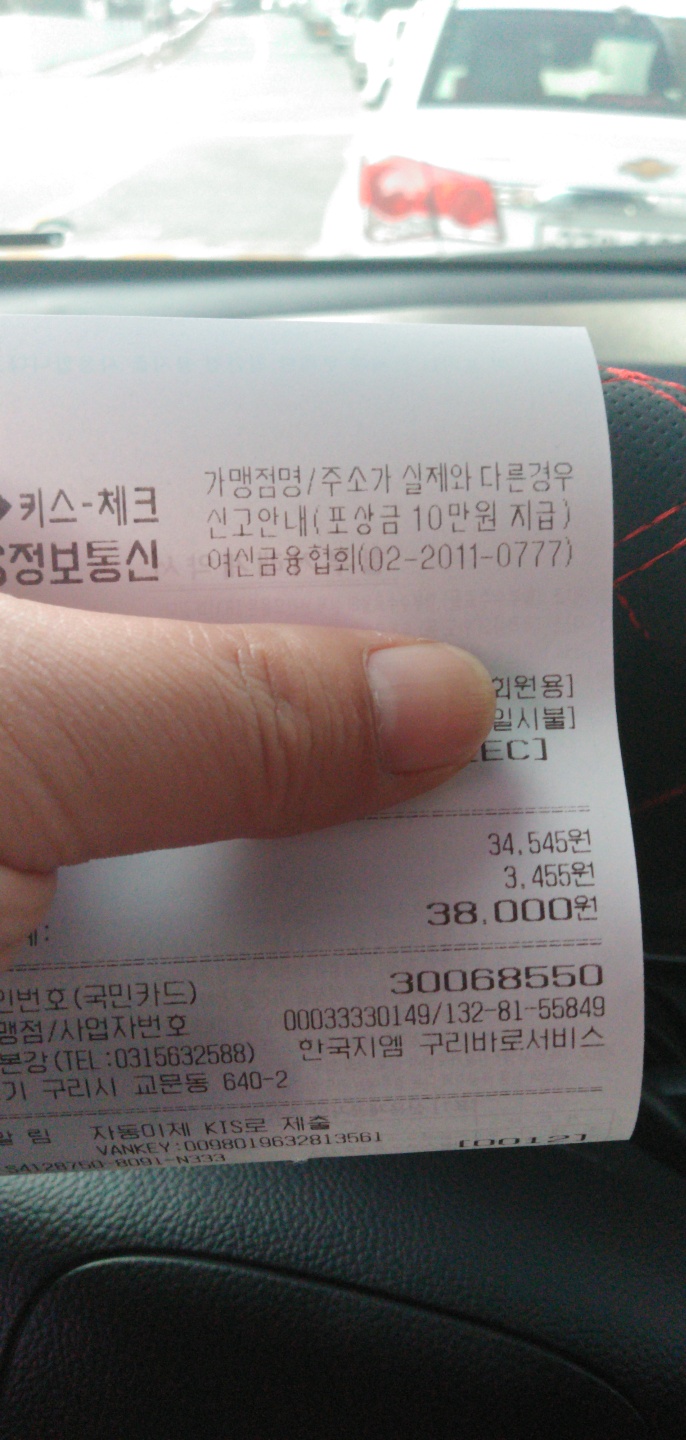 키스-체크
정보통신
가맹점명/주소가 실제와 다른경우
신고안내(포상금 10만원 지급)
여신금융협회(02-2011-0777)
회원용]
일시불]
EC]
34,545원
3,455원
38,000원
계:
인번호(국민카드) 30068550
맹점/사업자번호 00033330149/132-81-55849
본강(TEL:0315632588) 한국지엠 구리바로서비스
기 구리시 교문동 640-2
알 림 자동이체 KIS로 제출
VANKEY:0098019632813561 [0012]
S4128750-8091-N333